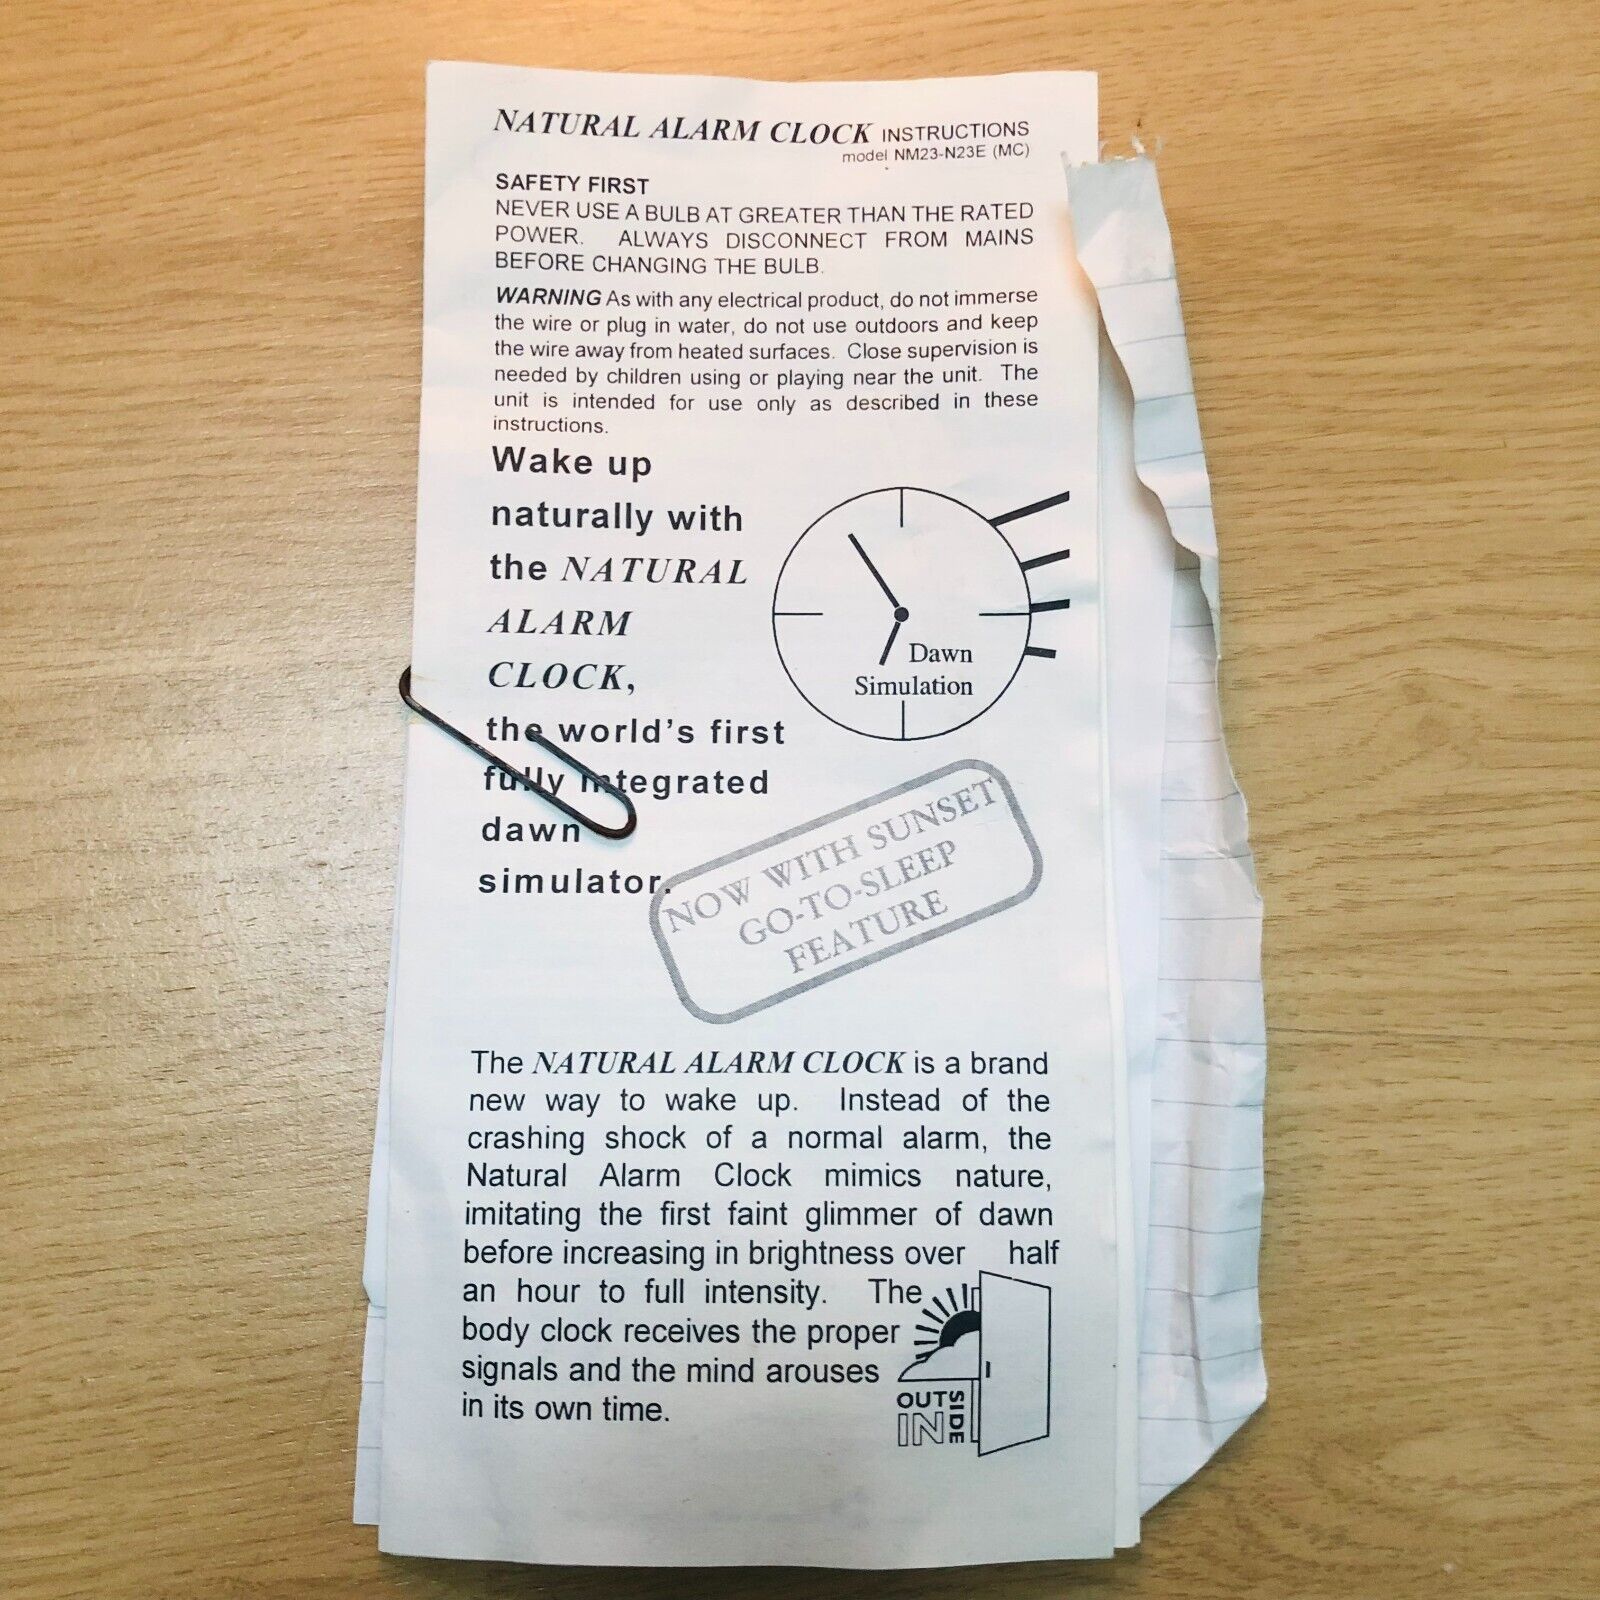 NATURAL ALARM CLOCK INSTRUCTIONS
model NM23-N23E (MC)
SAFETY FIRST
NEVER USE A BULB AT GREATER THAN THE RATED
POWER. ALWAYS DISCONNECT FROM MAINS
BEFORE CHANGING THE BULB.
WARNING As with any electrical product, do not immerse
the wire or plug in water, do not use outdoors and keep
the wire away from heated surfaces. Close supervision is
needed by children using or playing near the unit. The
unit is intended for use only as described in these
instructions.
Wake up
naturally with
the NATURAL
ALARM
CLOCK,
the world's first
fully integrated
dawn
simulator.
Dawn
Simulation
NOW WITH SUNSET
GO-TO-SLEEP
FEATURE
The NATURAL ALARM CLOCK is a brand
new way to wake up. Instead of the
crashing shock of a normal alarm, the
Natural Alarm Clock mimics nature,
imitating the first faint glimmer of dawn
before increasing in brightness over half
an hour to full intensity. The
body clock receives the proper
signals and the mind arouses
in its own time.
OUT
IN
SIDE